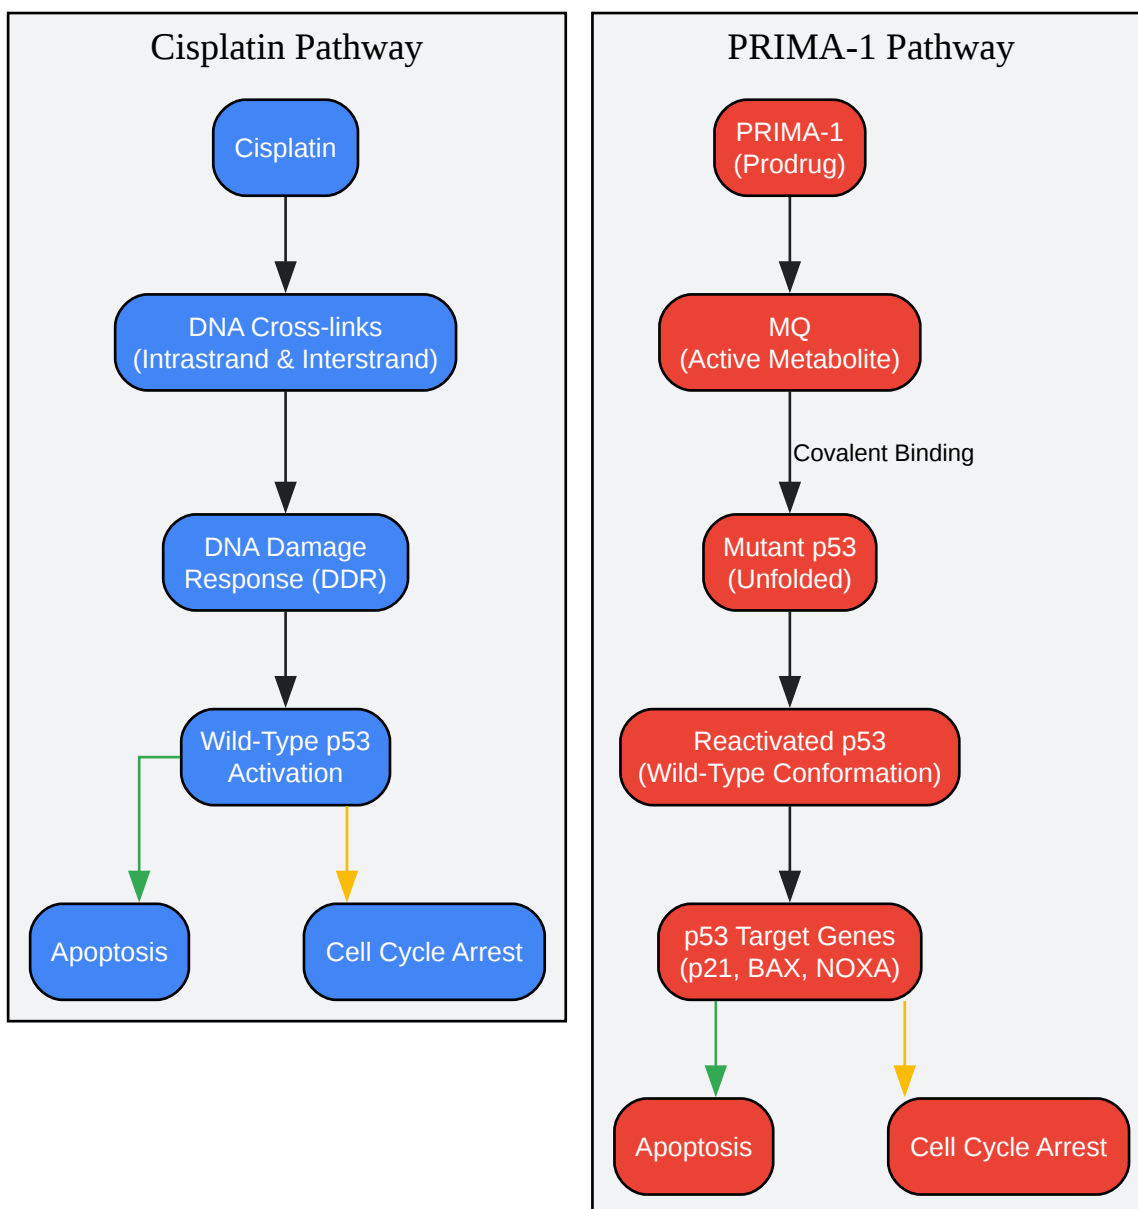 Cisplatin Pathway
Cisplatin
DNA Cross-links
(Intrastrand & Interstrand)
DNA Damage
Response (DDR)
Wild-Type p53
Activation
Apoptosis
Cell Cycle Arrest
PRIMA-1 Pathway
PRIMA-1
(Prodrug)
MQ
(Active Metabolite)
Covalent Binding
Mutant p53
(Unfolded)
Reactivated p53
(Wild-Type Conformation)
p53 Target Genes
(p21, BAX, NOXA)
Apoptosis
Cell Cycle Arrest